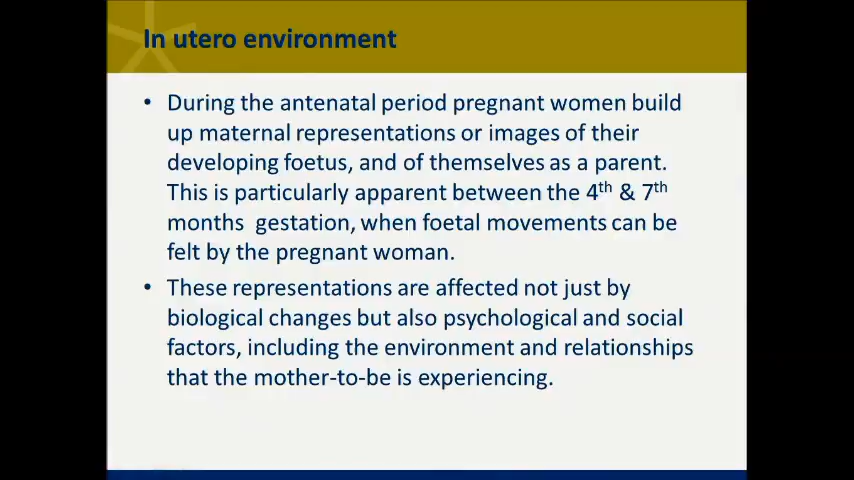 In utero environment
• During the antenatal period pregnant women build
up maternal representations or images of their
developing foetus, and of themselves as a parent.
This is particularly apparent between the 4th & 7th
months gestation, when foetal movements can be
felt by the pregnant woman.
• These representations are affected not just by
biological changes but also psychological and social
factors, including the environment and relationships
that the mother-to-be is experiencing.